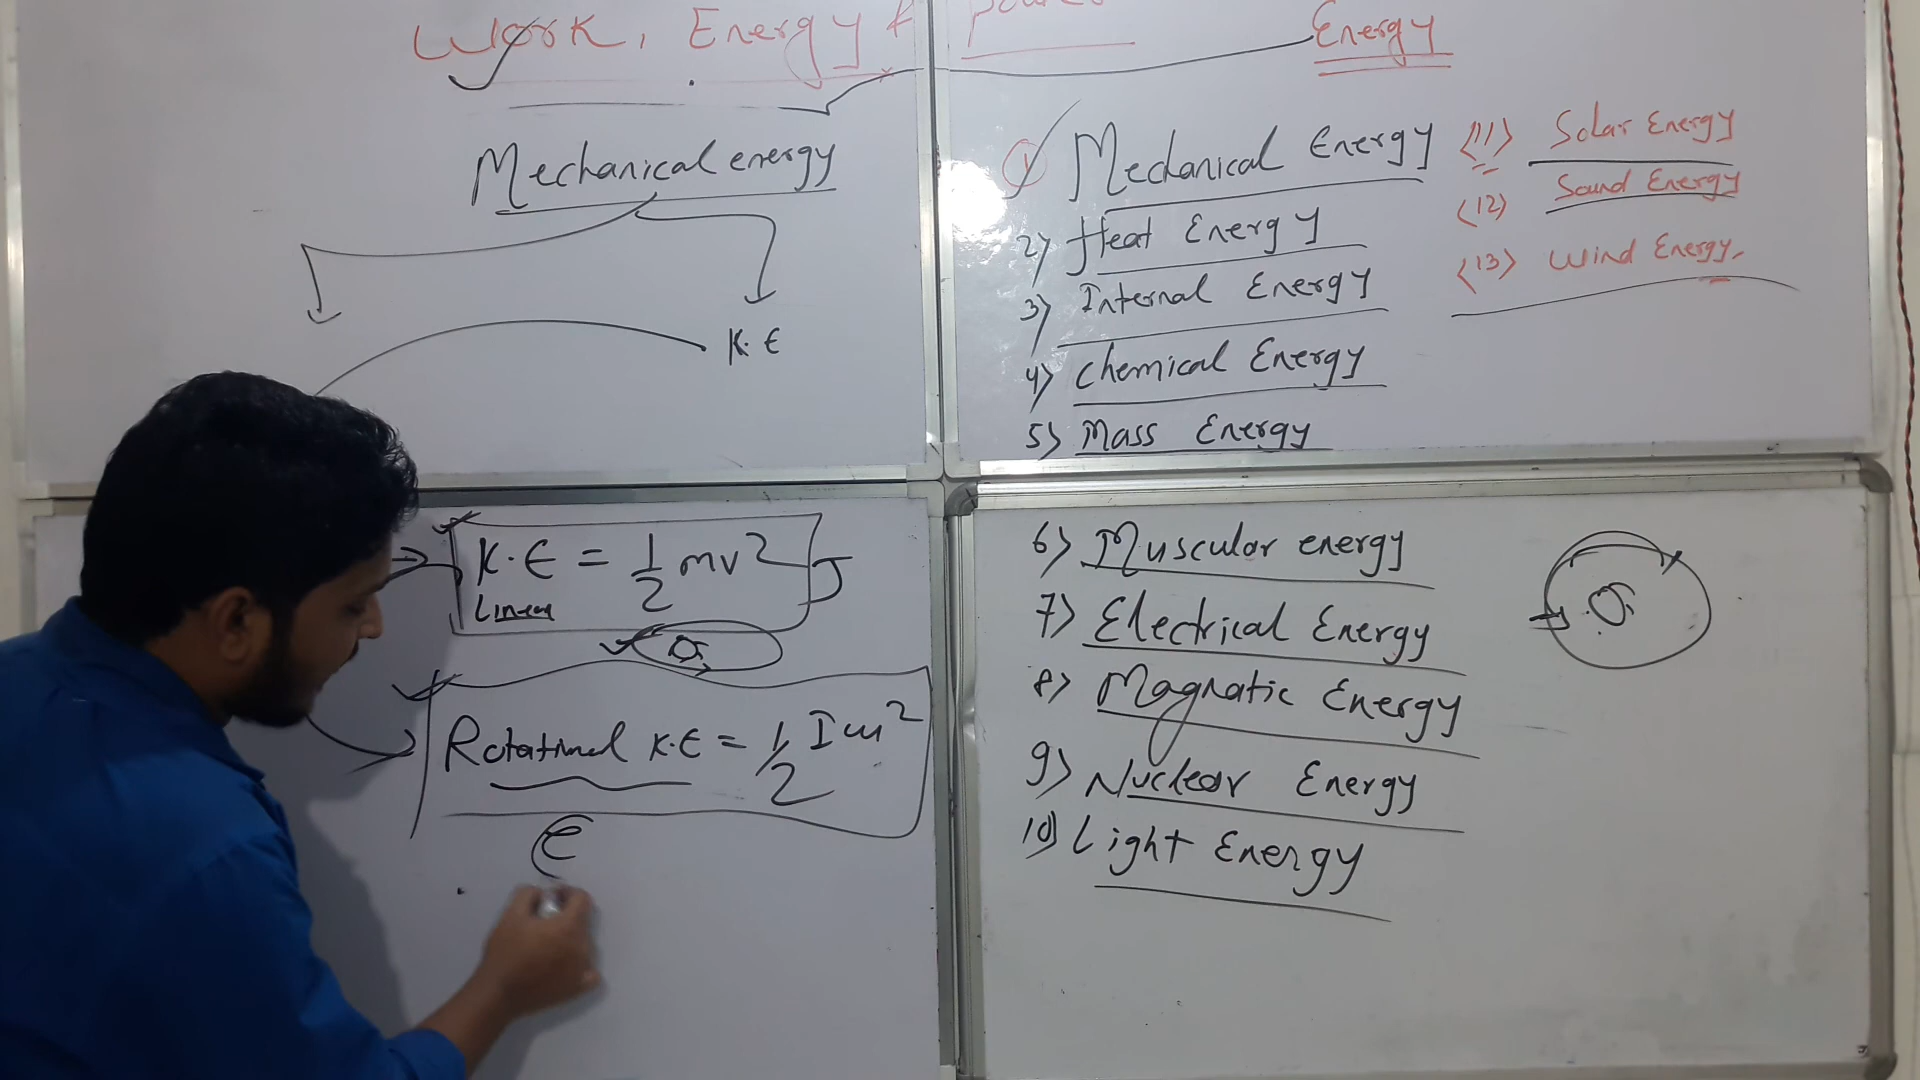 Work, Energy &
Mechanical energy
K.E
K.E = 1/2 mv² J
Linear
Rotational K.E = 1/2 Iω²
Energy
1) Mechanical Energy
2) Heat Energy
3) Internal Energy
4) Chemical Energy
5) Mass Energy
(11) Solar Energy
(12) Sound Energy
(13) Wind Energy.
6) Muscular energy
7) Electrical Energy
8) Magnatic Energy
9) Nuclear Energy
10) Light Energy